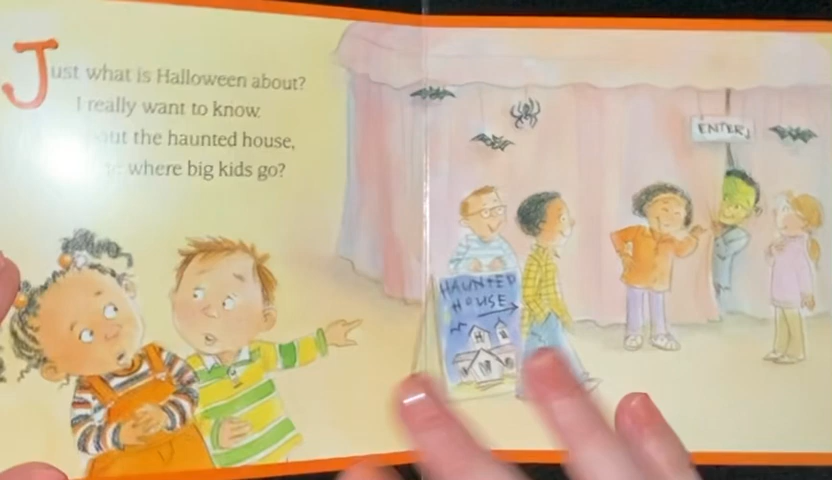 Just what is Halloween about?
I really want to know.
the haunted house,
where big kids go?
ENTER
HAUNTED
HOUSE